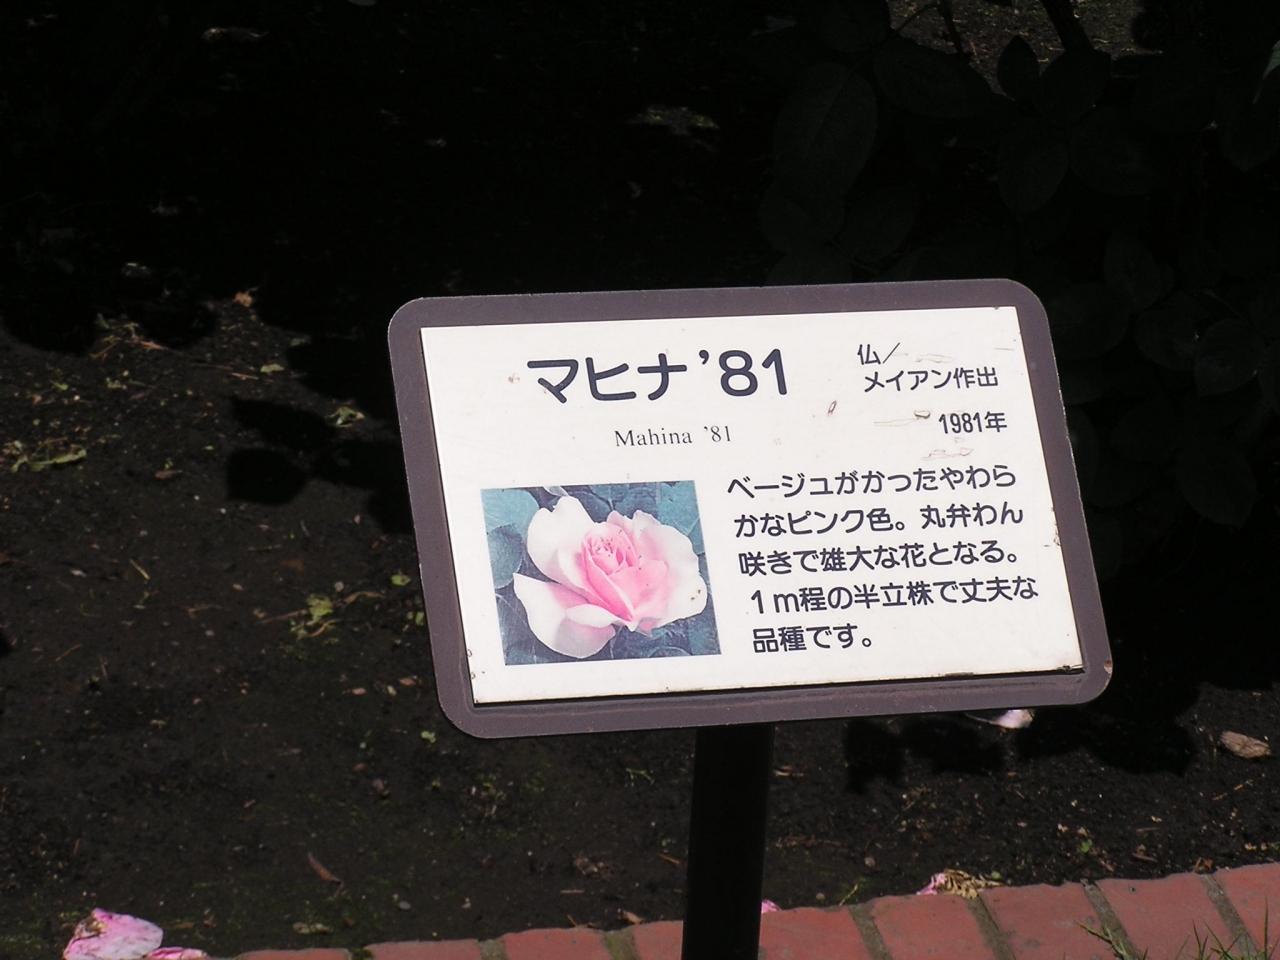 マヒナ’81
仏／
メイアン作出
1981年
Mahina ’81
ベージュがかったやわら
かなピンク色。丸弁わん
咲きで雄大な花となる。
1m程の半立株で丈夫な
品種です。